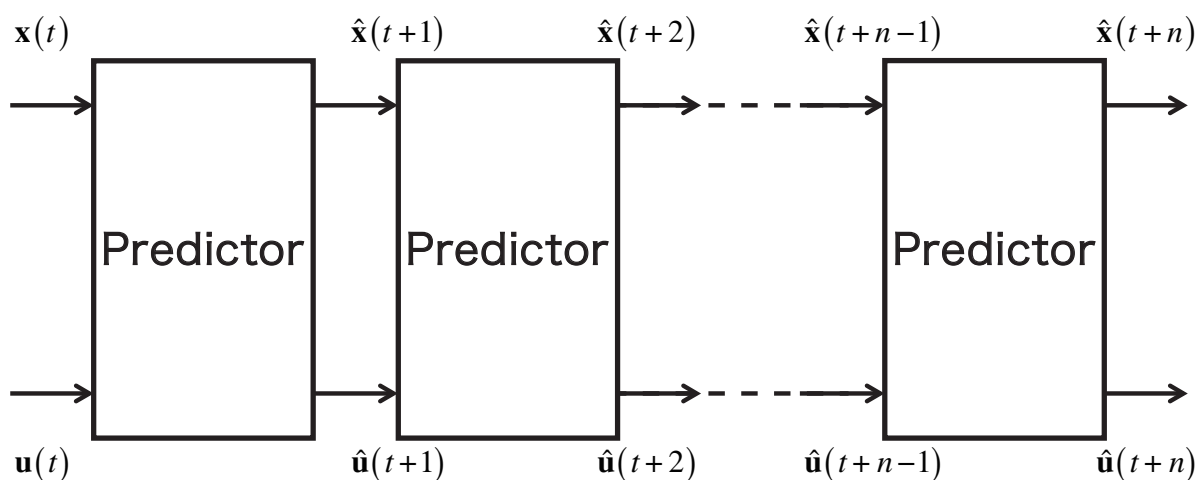 x(t) x̂(t+1) x̂(t+2) x̂(t+n−1) x̂(t+n)
Predictor Predictor Predictor
u(t) û(t+1) û(t+2) û(t+n−1) û(t+n)